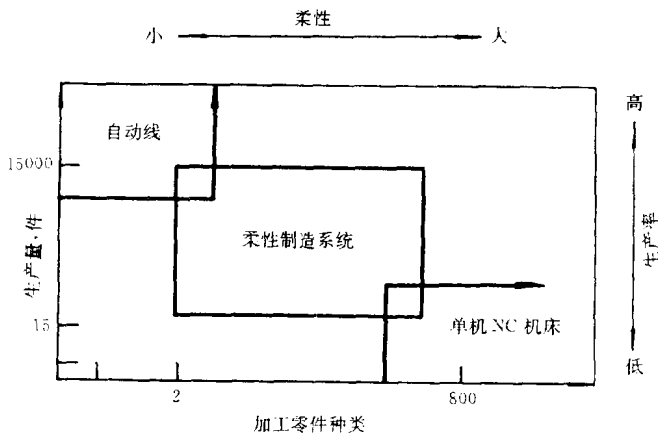 柔性
小 大
自动线
高
15000
柔性制造系统
生产量,件
生产率
15
单机 NC 机床
低
2
800
加工零件种类